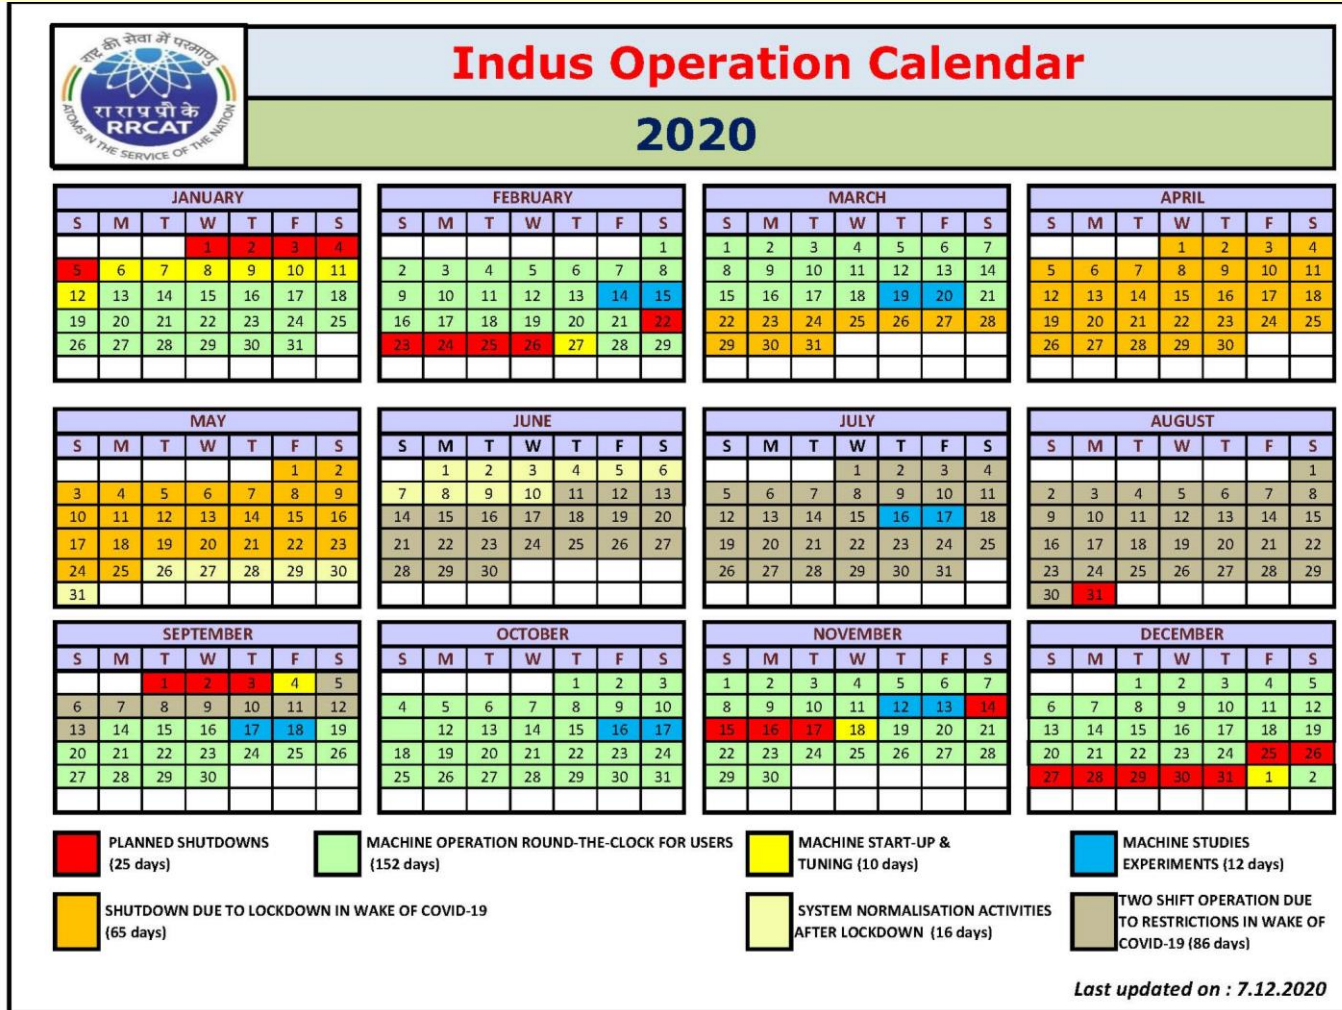 राष्ट्र की सेवा में परमाणु
रा रा प्र प्रौ के
RRCAT
ATOMS IN THE SERVICE OF THE NATION
Indus Operation Calendar
2020
JANUARY
S M T W T F S
1 2 3 4
5 6 7 8 9 10 11
12 13 14 15 16 17 18
19 20 21 22 23 24 25
26 27 28 29 30 31
FEBRUARY
S M T W T F S
1
2 3 4 5 6 7 8
9 10 11 12 13 14 15
16 17 18 19 20 21 22
23 24 25 26 27 28 29
MARCH
S M T W T F S
1 2 3 4 5 6 7
8 9 10 11 12 13 14
15 16 17 18 19 20 21
22 23 24 25 26 27 28
29 30 31
APRIL
S M T W T F S
1 2 3 4
5 6 7 8 9 10 11
12 13 14 15 16 17 18
19 20 21 22 23 24 25
26 27 28 29 30
MAY
S M T W T F S
1 2
3 4 5 6 7 8 9
10 11 12 13 14 15 16
17 18 19 20 21 22 23
24 25 26 27 28 29 30
31
JUNE
S M T W T F S
1 2 3 4 5 6
7 8 9 10 11 12 13
14 15 16 17 18 19 20
21 22 23 24 25 26 27
28 29 30
JULY
S M T W T F S
1 2 3 4
5 6 7 8 9 10 11
12 13 14 15 16 17 18
19 20 21 22 23 24 25
26 27 28 29 30 31
AUGUST
S M T W T F S
1
2 3 4 5 6 7 8
9 10 11 12 13 14 15
16 17 18 19 20 21 22
23 24 25 26 27 28 29
30 31
SEPTEMBER
S M T W T F S
1 2 3 4 5
6 7 8 9 10 11 12
13 14 15 16 17 18 19
20 21 22 23 24 25 26
27 28 29 30
OCTOBER
S M T W T F S
1 2 3
4 5 6 7 8 9 10
12 13 14 15 16 17
18 19 20 21 22 23 24
25 26 27 28 29 30 31
NOVEMBER
S M T W T F S
1 2 3 4 5 6 7
8 9 10 11 12 13 14
15 16 17 18 19 20 21
22 23 24 25 26 27 28
29 30
DECEMBER
S M T W T F S
1 2 3 4 5
6 7 8 9 10 11 12
13 14 15 16 17 18 19
20 21 22 23 24 25 26
27 28 29 30 31 1 2
PLANNED SHUTDOWNS
(25 days)
MACHINE OPERATION ROUND-THE-CLOCK FOR USERS
(152 days)
MACHINE START-UP &
TUNING (10 days)
MACHINE STUDIES
EXPERIMENTS (12 days)
SHUTDOWN DUE TO LOCKDOWN IN WAKE OF COVID-19
(65 days)
SYSTEM NORMALISATION ACTIVITIES
AFTER LOCKDOWN (16 days)
TWO SHIFT OPERATION DUE
TO RESTRICTIONS IN WAKE OF
COVID-19 (86 days)
Last updated on : 7.12.2020